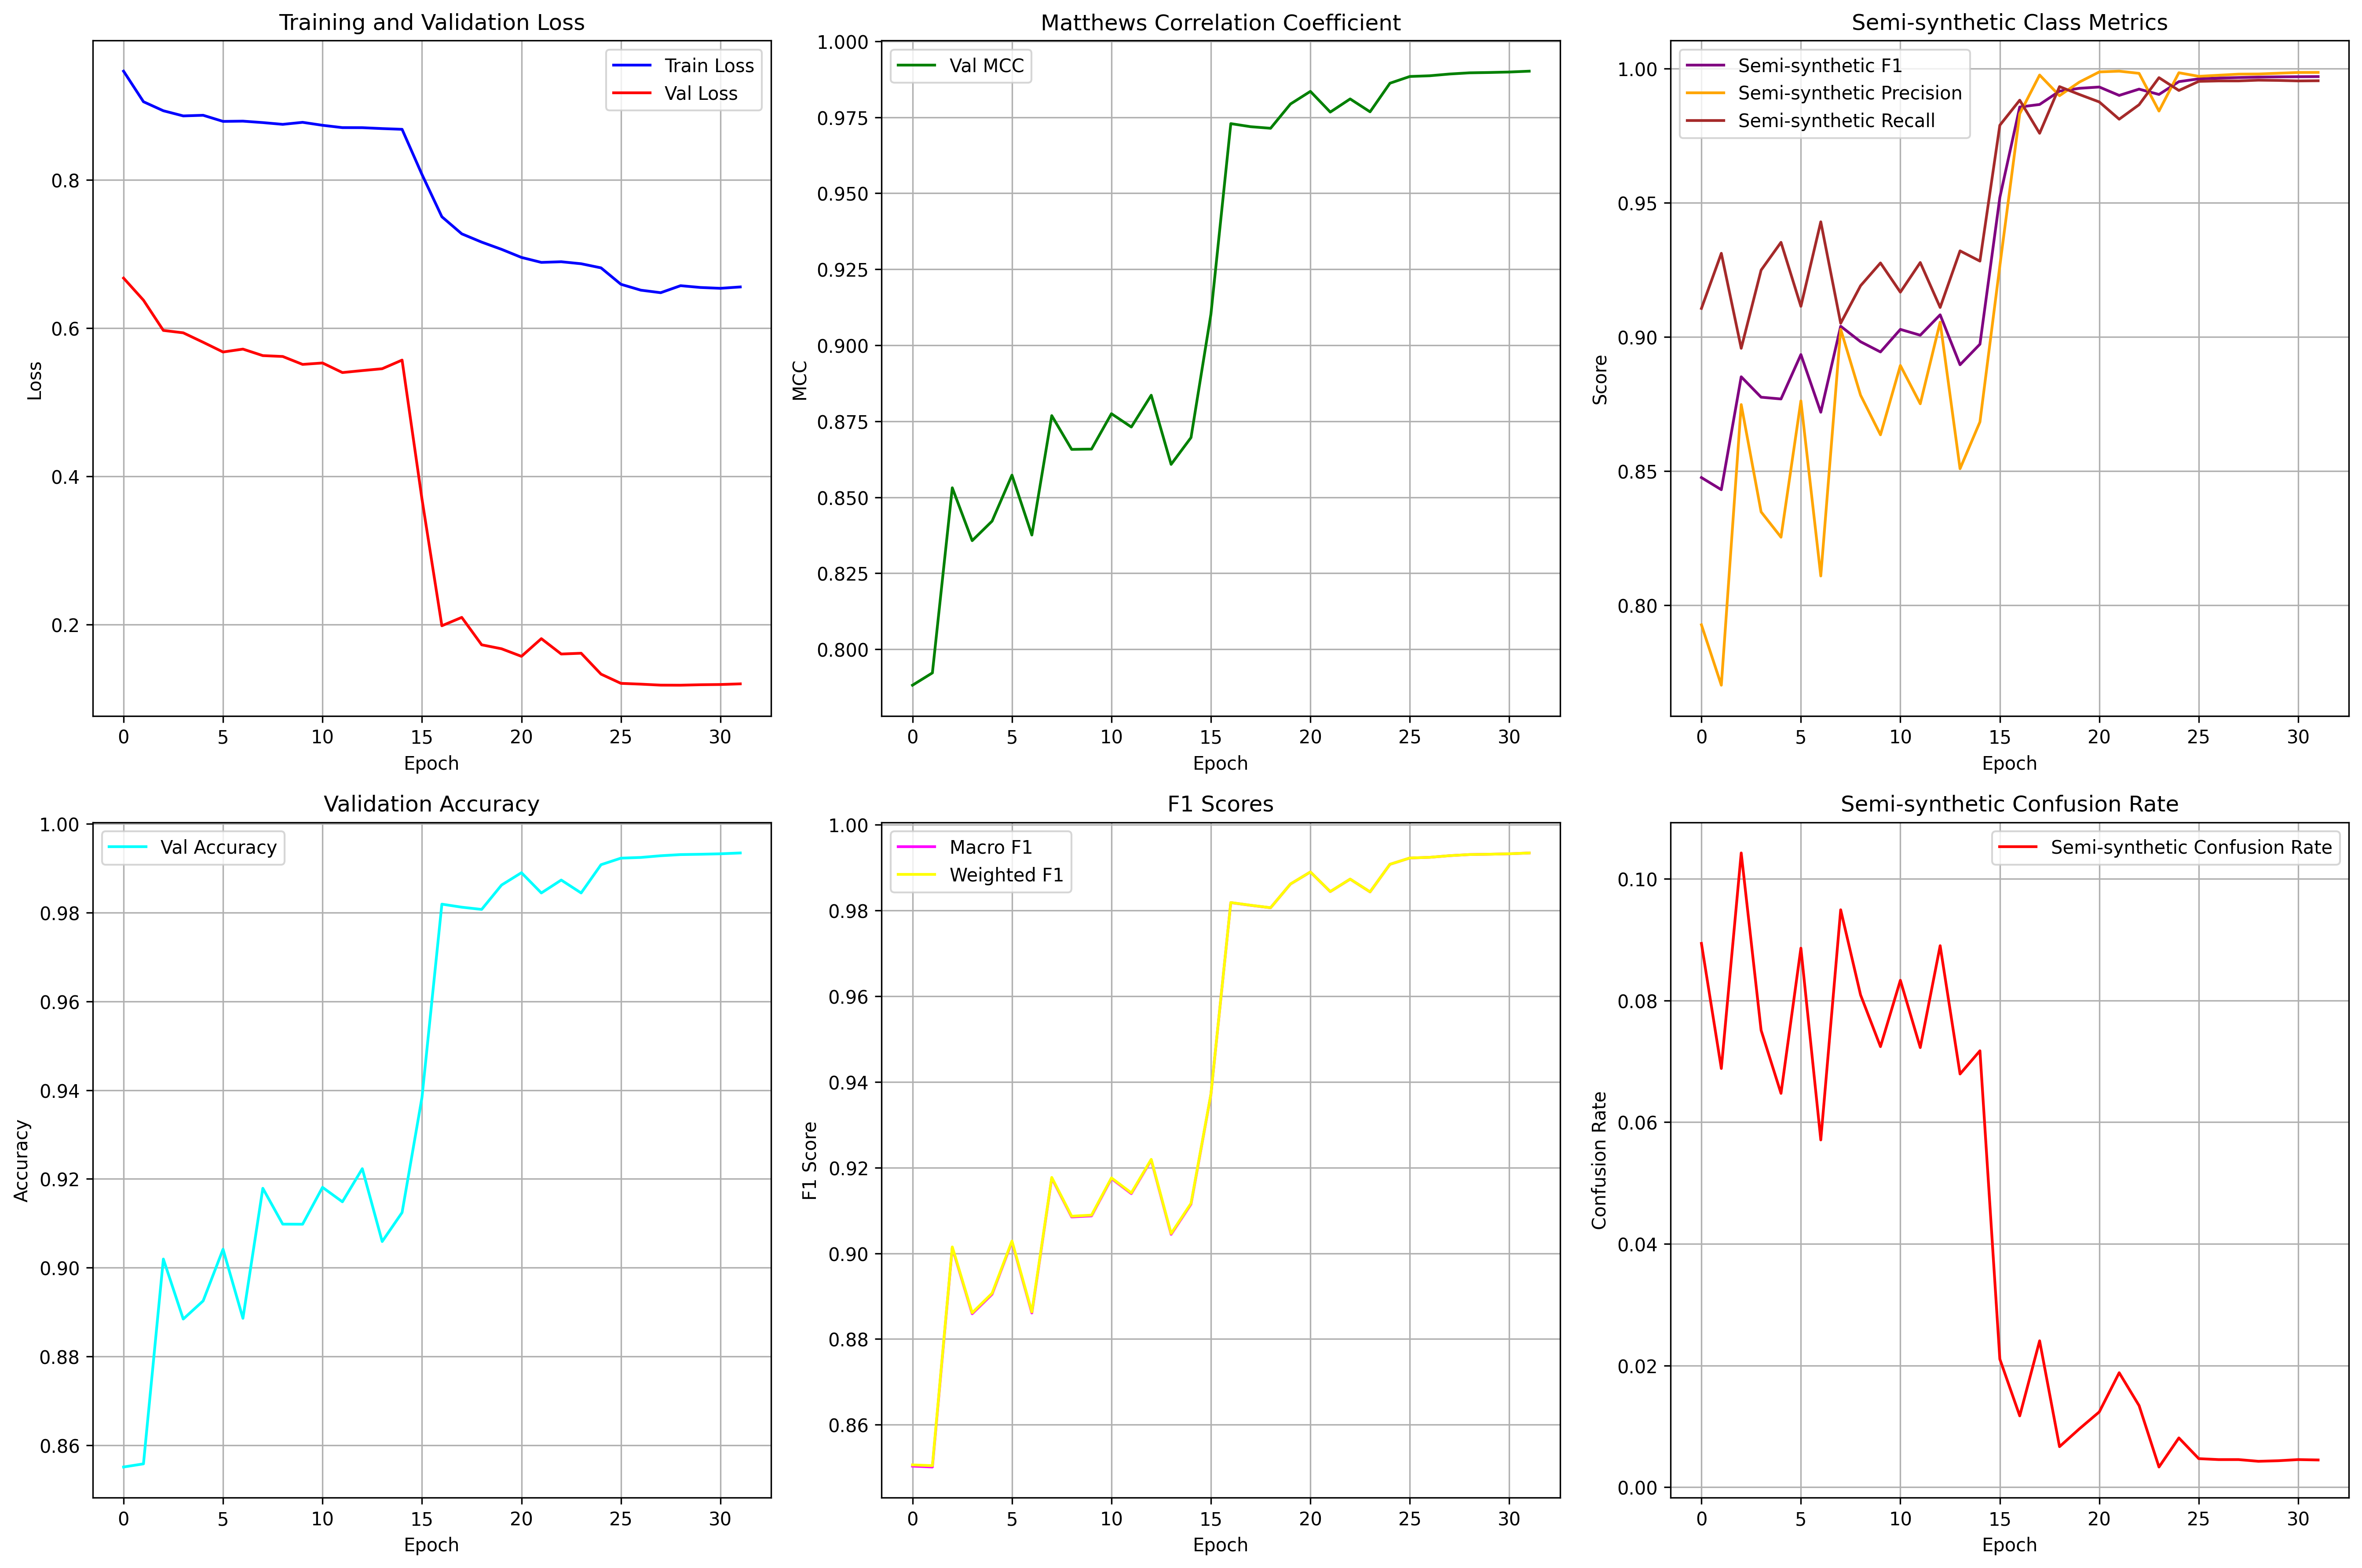 Training and Validation Loss
Train Loss
Val Loss
0.8
0.6
0.4
0.2
Loss
0 5 10 15 20 25 30
Epoch
Matthews Correlation Coefficient
Val MCC
1.000
0.975
0.950
0.925
0.900
0.875
0.850
0.825
0.800
MCC
0 5 10 15 20 25 30
Epoch
Semi-synthetic Class Metrics
Semi-synthetic F1
Semi-synthetic Precision
Semi-synthetic Recall
1.00
0.95
0.90
0.85
0.80
Score
0 5 10 15 20 25 30
Epoch
Validation Accuracy
Val Accuracy
1.00
0.98
0.96
0.94
0.92
0.90
0.88
0.86
Accuracy
0 5 10 15 20 25 30
Epoch
F1 Scores
Macro F1
Weighted F1
1.00
0.98
0.96
0.94
0.92
0.90
0.88
0.86
F1 Score
0 5 10 15 20 25 30
Epoch
Semi-synthetic Confusion Rate
Semi-synthetic Confusion Rate
0.10
0.08
0.06
0.04
0.02
0.00
Confusion Rate
0 5 10 15 20 25 30
Epoch